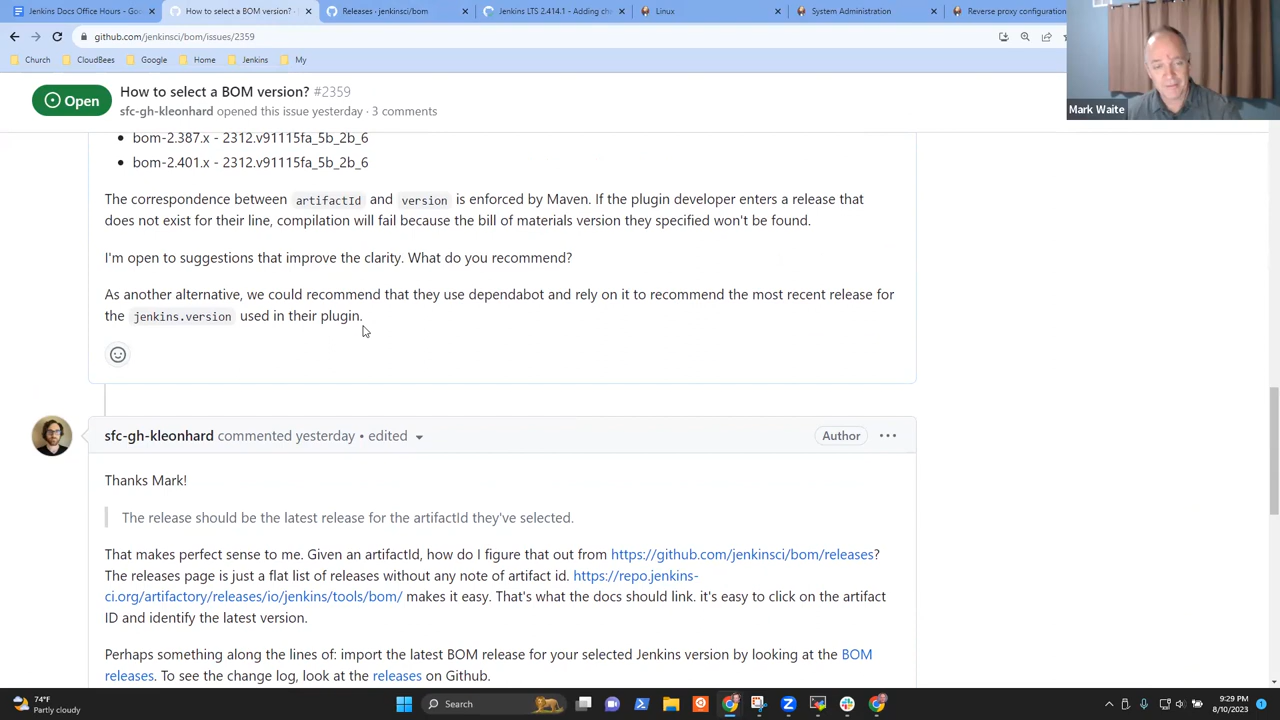 Jenkins Docs Office Hours -
How to select a BOM version? ·
Releases · jenkinsci/bom
Jenkins LTS 2.414.1 - Adding ch
Linux
System Administration
Reverse proxy configuration
github.com/jenkinsci/bom/issues/2359
Church
CloudBees
Google
Home
Jenkins
My
Mark Waite
Open
How to select a BOM version? #2359
sfc-gh-kleonhard opened this issue yesterday · 3 comments
• bom-2.387.x - 2312.v91115fa_5b_2b_6
• bom-2.401.x - 2312.v91115fa_5b_2b_6
The correspondence between artifactId and version is enforced by Maven. If the plugin developer enters a release that
does not exist for their line, compilation will fail because the bill of materials version they specified won't be found.
I'm open to suggestions that improve the clarity. What do you recommend?
As another alternative, we could recommend that they use dependabot and rely on it to recommend the most recent release for
the jenkins.version used in their plugin.
sfc-gh-kleonhard commented yesterday • edited
Author
Thanks Mark!
The release should be the latest release for the artifactId they've selected.
That makes perfect sense to me. Given an artifactId, how do I figure that out from https://github.com/jenkinsci/bom/releases?
The releases page is just a flat list of releases without any note of artifact id. https://repo.jenkins-
ci.org/artifactory/releases/io/jenkins/tools/bom/ makes it easy. That's what the docs should link. it's easy to click on the artifact
ID and identify the latest version.
Perhaps something along the lines of: import the latest BOM release for your selected Jenkins version by looking at the BOM
releases. To see the change log, look at the releases on Github.
74°F
Partly cloudy
Search
9:29 PM
8/10/2023